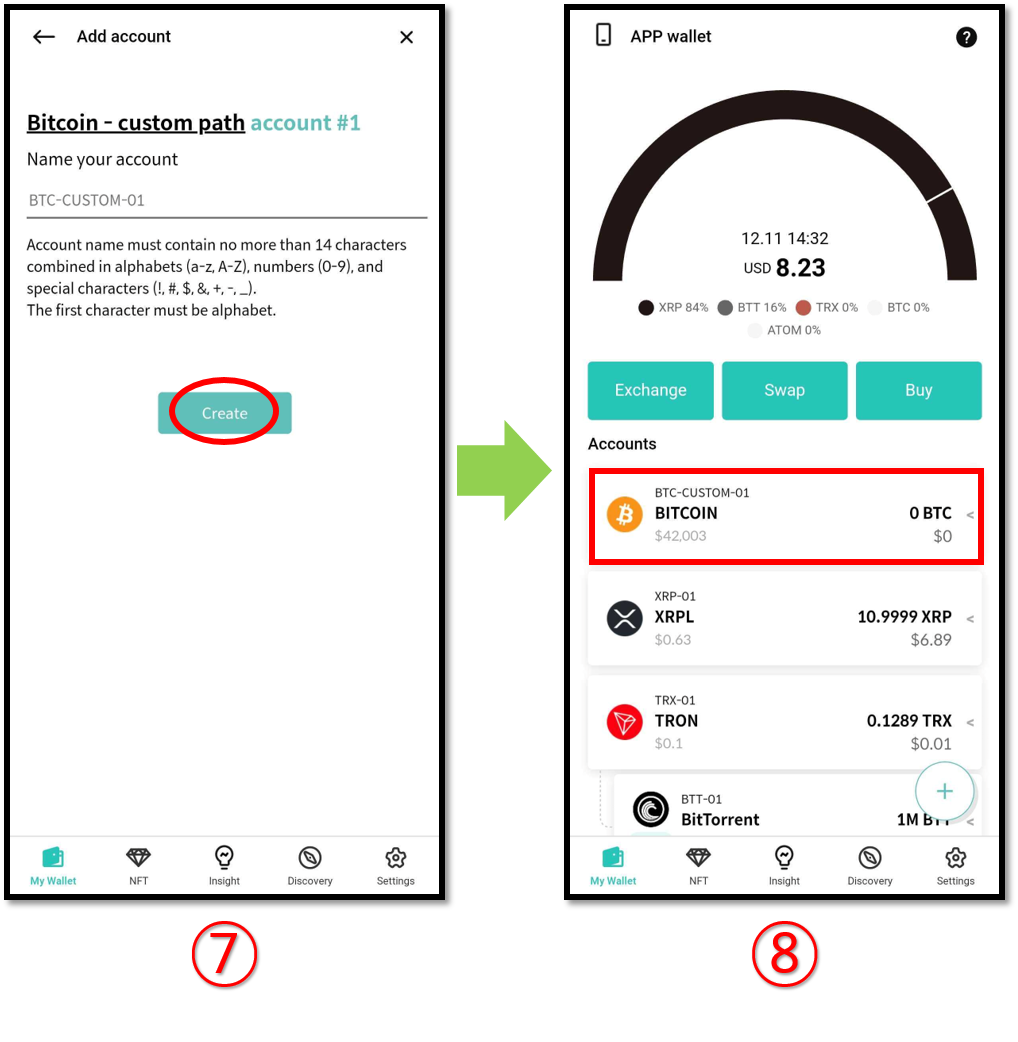 Add account
Bitcoin - custom path account #1
Name your account
BTC-CUSTOM-01
Account name must contain no more than 14 characters
combined in alphabets (a-z, A-Z), numbers (0-9), and
special characters (!, #, $, &, +, -, _).
The first character must be alphabet.
Create
My Wallet NFT Insight Discovery Settings
⑦
APP wallet
12.11 14:32
USD 8.23
XRP 84% BTT 16% TRX 0% BTC 0%
ATOM 0%
Exchange Swap Buy
Accounts
BTC-CUSTOM-01
BITCOIN 0 BTC
$42,003 $0
XRP-01
XRPL 10.9999 XRP
$0.63 $6.89
TRX-01
TRON 0.1289 TRX
$0.1 $0.01
BTT-01
BitTorrent 1M BTT
My Wallet NFT Insight Discovery Settings
⑧